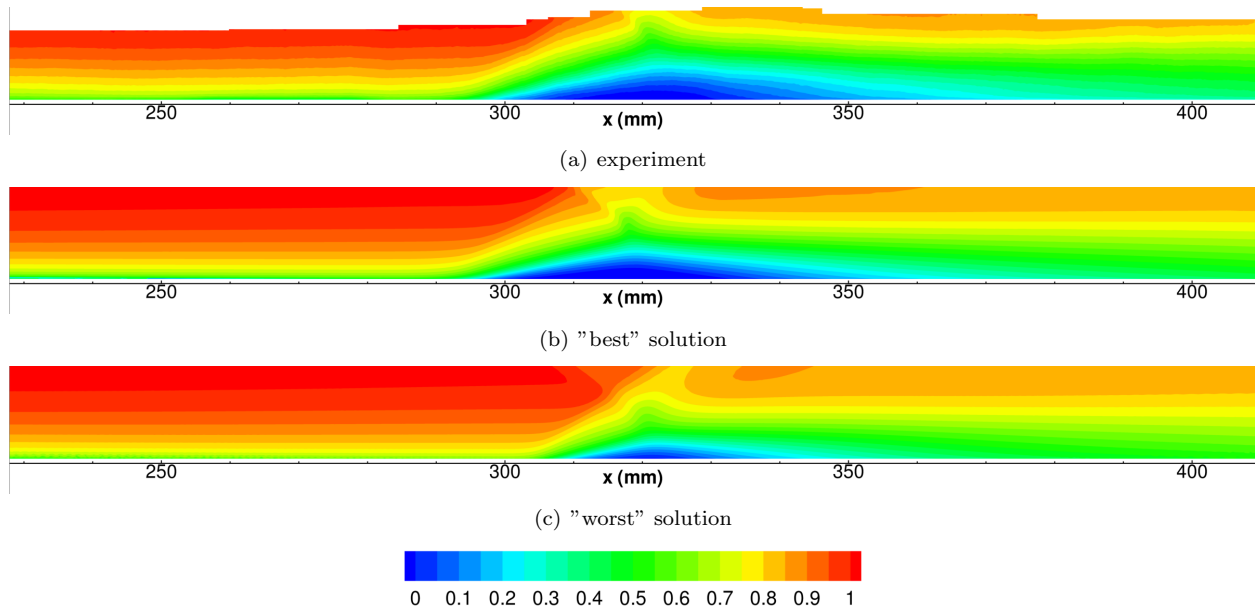 250 300 350 400
x (mm)
(a) experiment
250 300 350 400
x (mm)
(b) ”best” solution
250 300 350 400
x (mm)
(c) ”worst” solution
0 0.1 0.2 0.3 0.4 0.5 0.6 0.7 0.8 0.9 1